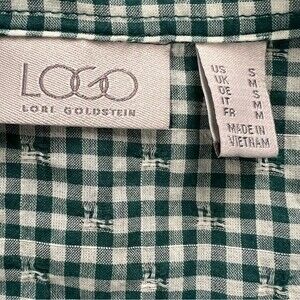 LOGO
LORI GOLDSTEIN
US S
UK M
DE S
IT M
FR M
MADE IN
VIETNAM